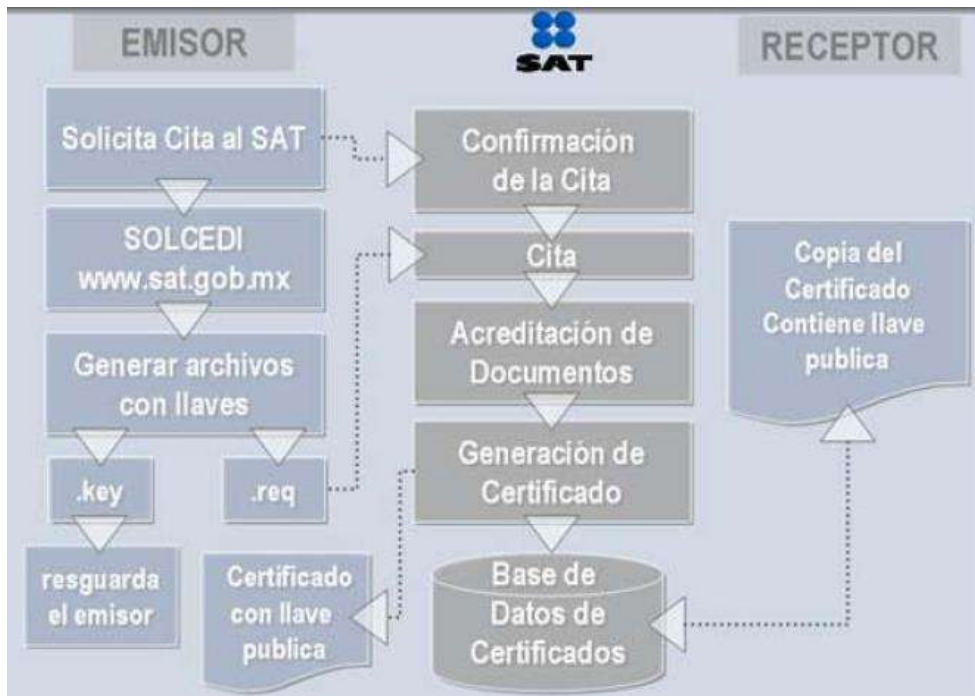 EMISOR
SAT
RECEPTOR
Solicita Cita al SAT
SOLCEDI
www.sat.gob.mx
Generar archivos
con llaves
.key
.req
resguarda
el emisor
Certificado
con llave
publica
Confirmación
de la Cita
Cita
Acreditación de
Documentos
Generación de
Certificado
Base de
Datos de
Certificados
Copia del
Certificado
Contiene llave
publica